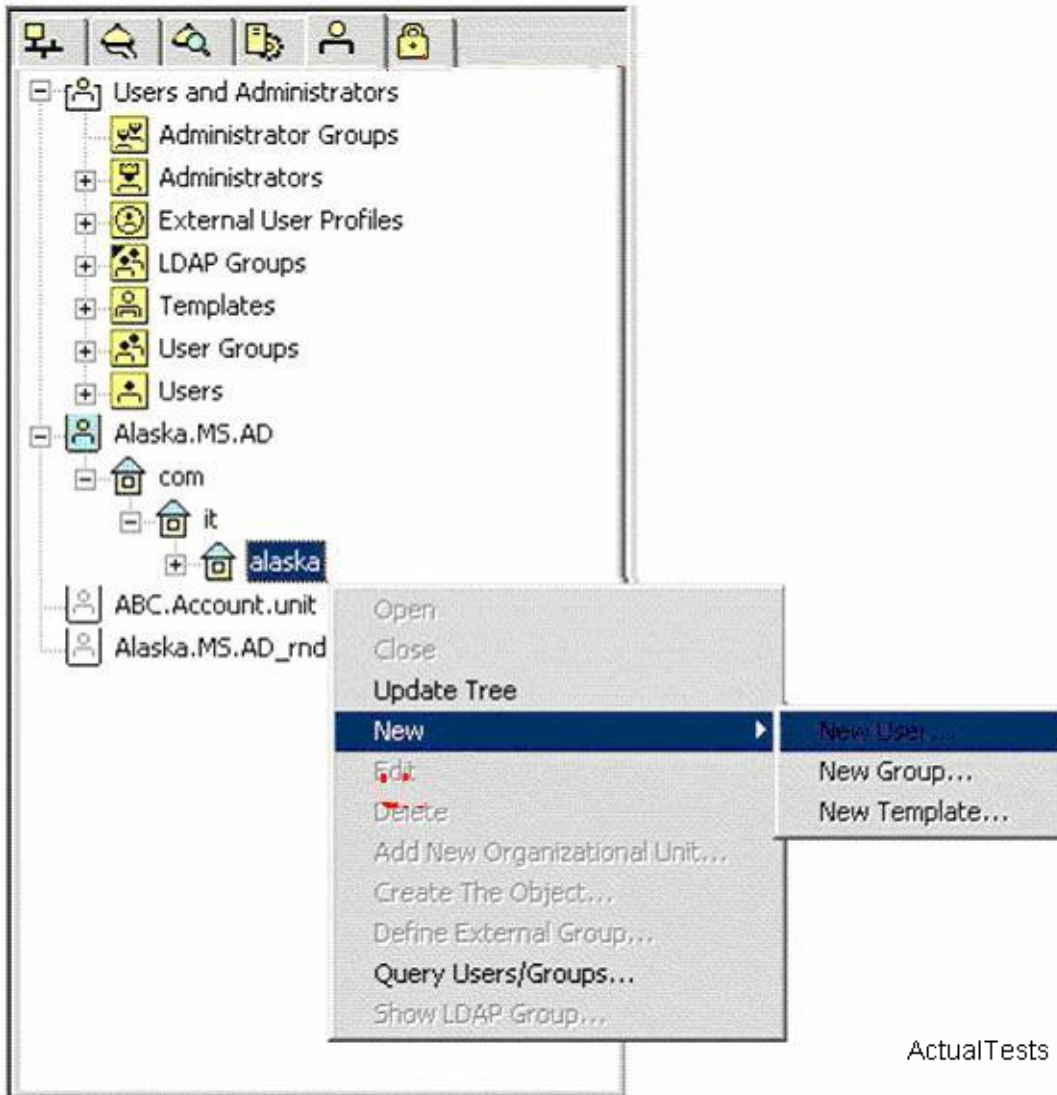 Users and Administrators
Administrator Groups
Administrators
External User Profiles
LDAP Groups
Templates
User Groups
Users
Alaska.MS.AD
com
it
alaska
ABC.Account.unit
Alaska.MS.AD_rnd
Open
Close
Update Tree
New
Edit
Delete
Add New Organizational Unit...
Create The Object...
Define External Group...
Query Users/Groups...
Show LDAP Group...
New User...
New Group...
New Template...
ActualTests